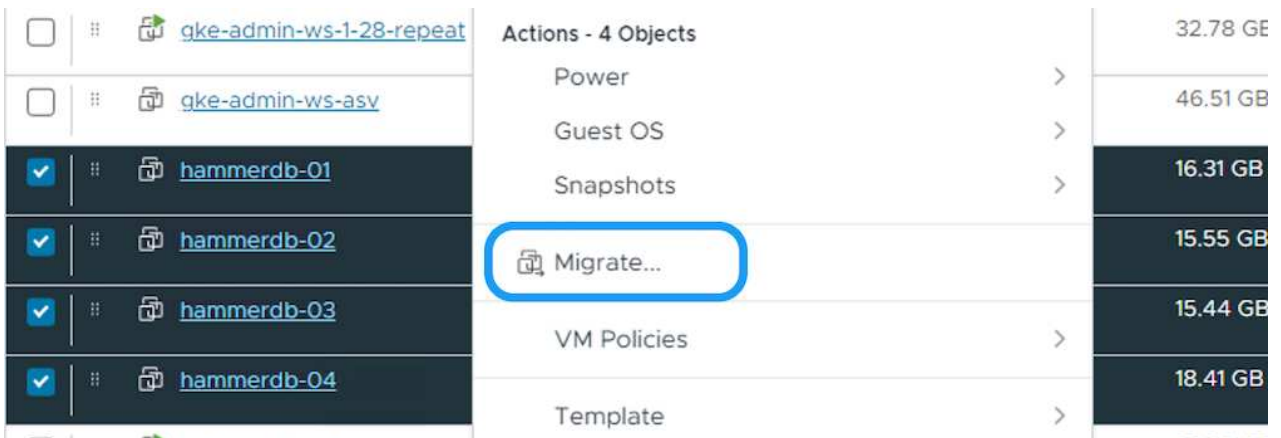 gke-admin-ws-1-28-repeat
Actions - 4 Objects
32.78 GB
Power
gke-admin-ws-asv
46.51 GB
Guest OS
hammerdb-01
Snapshots
16.31 GB
hammerdb-02
Migrate...
15.55 GB
hammerdb-03
VM Policies
15.44 GB
hammerdb-04
Template
18.41 GB